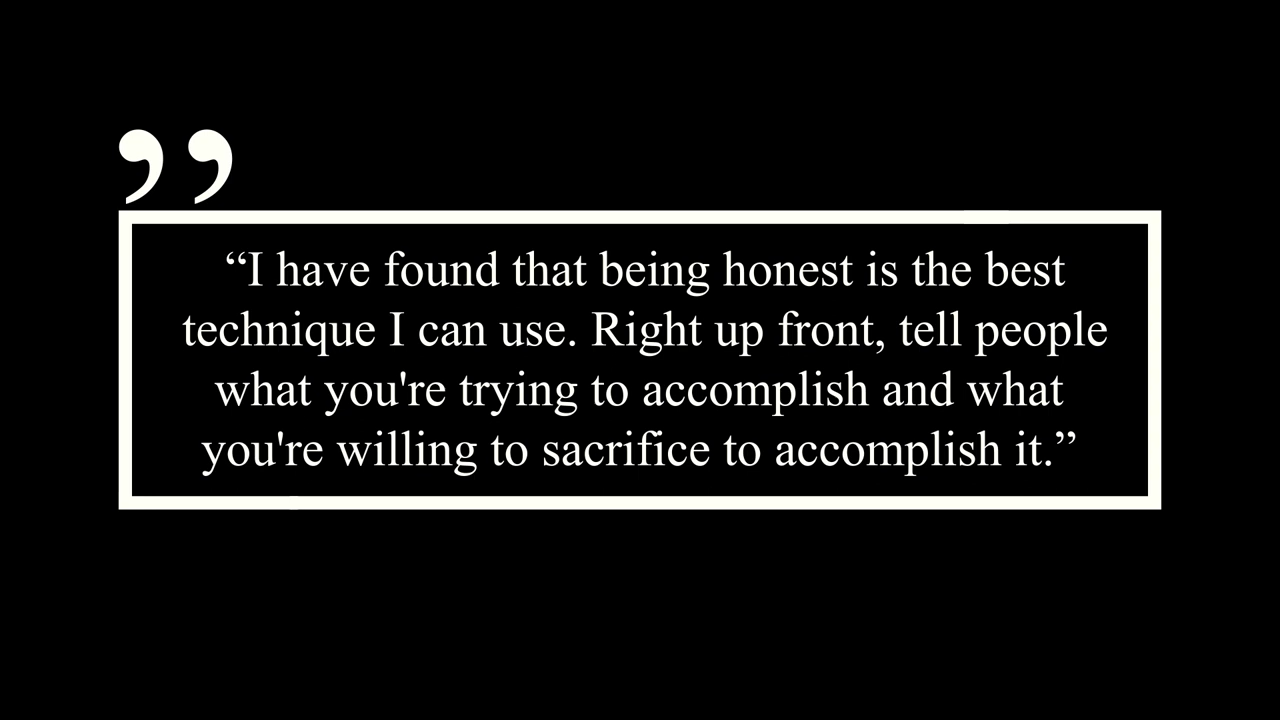 ”
“I have found that being honest is the best
technique I can use. Right up front, tell people
what you're trying to accomplish and what
you're willing to sacrifice to accomplish it.”